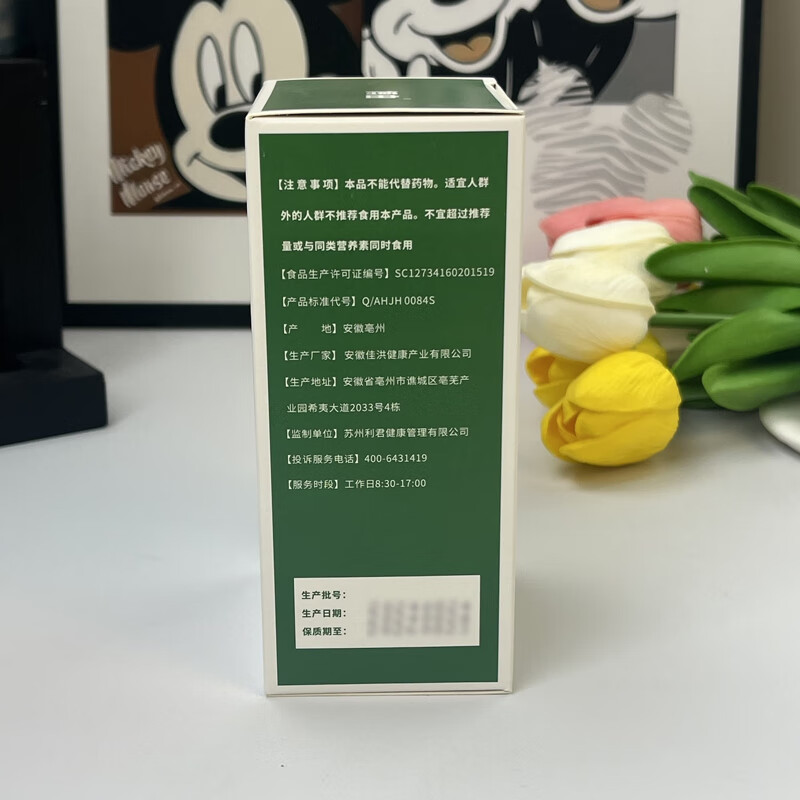 Mickey
Mouse
【注意事项】本品不能代替药物。适宜人群
外的人群不推荐食用本产品。不宜超过推荐
量或与同类营养素同时食用
【食品生产许可证编号】SC12734160201519
【产品标准代号】Q/AHJH 0084S
【产 地】安徽亳州
【生产厂家】安徽佳洪健康产业有限公司
【生产地址】安徽省亳州市谯城区亳芜产
业园希夷大道2033号4栋
【监制单位】苏州利君健康管理有限公司
【投诉服务电话】400-6431419
【服务时段】工作日8:30-17:00
生产批号：
生产日期：
保质期至：